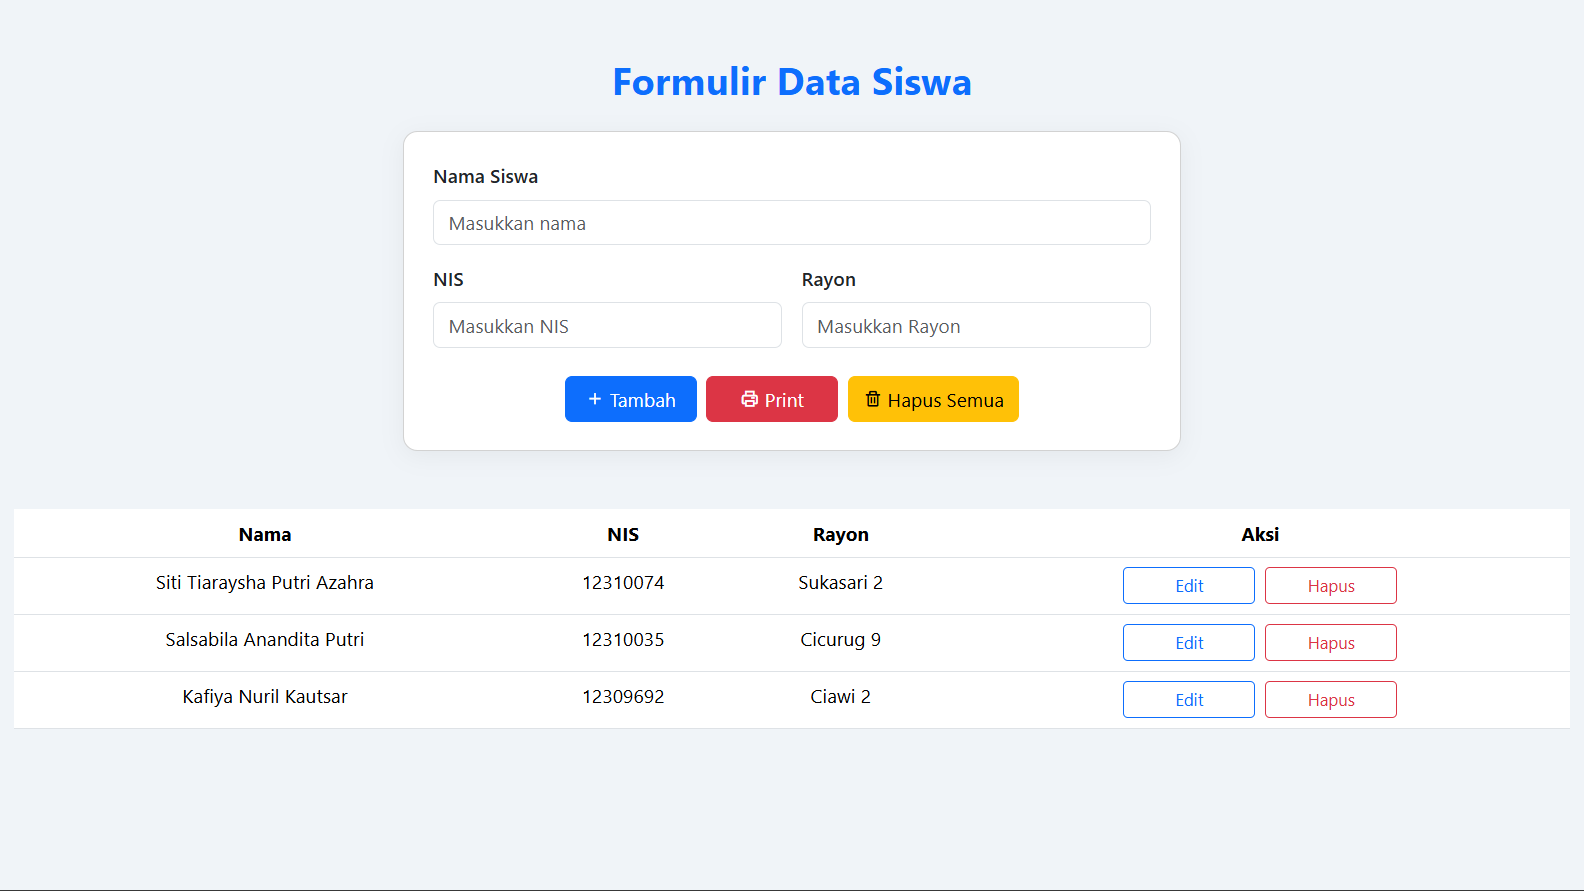 Formulir Data Siswa
Nama Siswa
Masukkan nama
NIS Rayon
Masukkan NIS Masukkan Rayon
+ Tambah Print Hapus Semua
Nama NIS Rayon Aksi
Siti Tiaraysha Putri Azahra 12310074 Sukasari 2 Edit Hapus
Salsabila Anandita Putri 12310035 Cicurug 9 Edit Hapus
Kafiya Nuril Kautsar 12309692 Ciawi 2 Edit Hapus